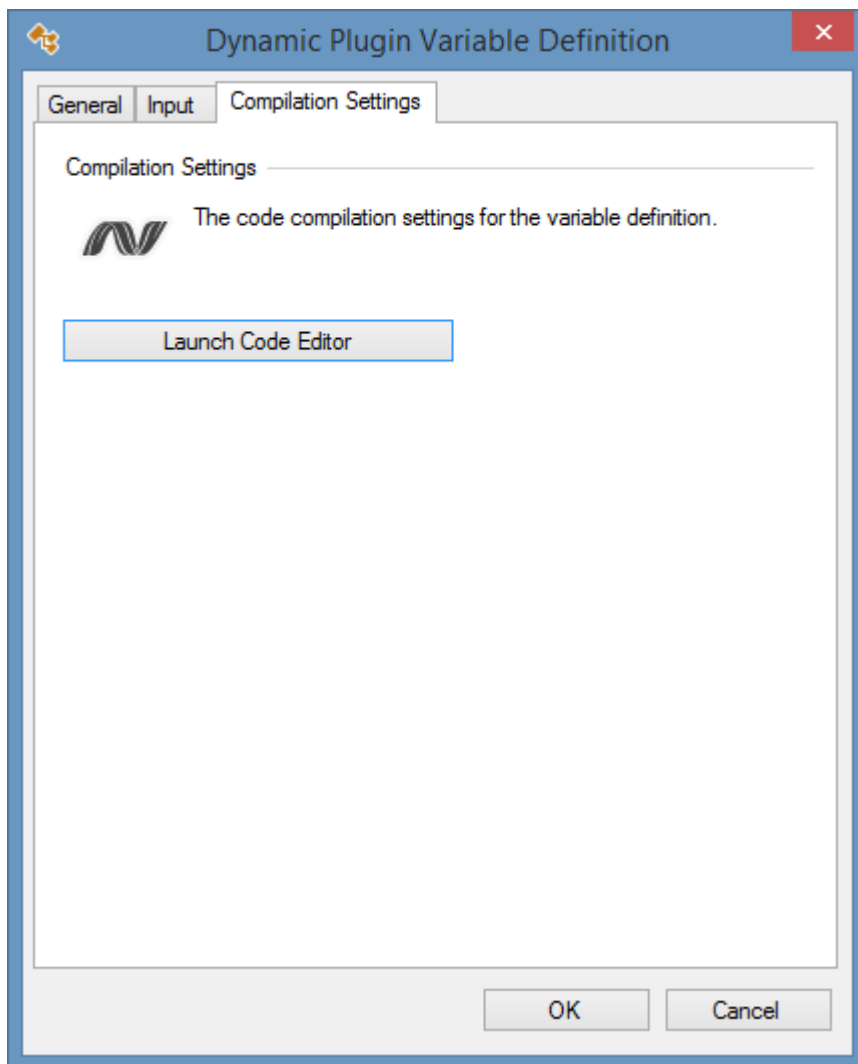 Dynamic Plugin Variable Definition
General
Input
Compilation Settings
Compilation Settings
The code compilation settings for the variable definition.
Launch Code Editor
OK
Cancel